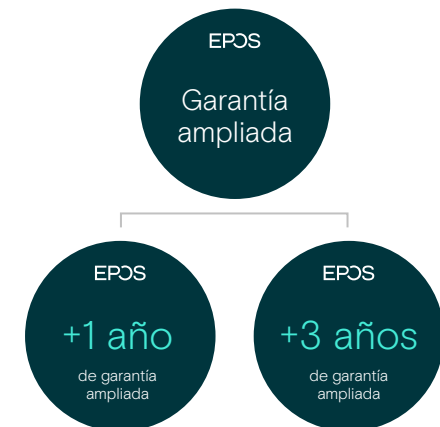 EPOS
Garantía
ampliada
EPOS
+1 año
de garantía
ampliada
EPOS
+3 años
de garantía
ampliada